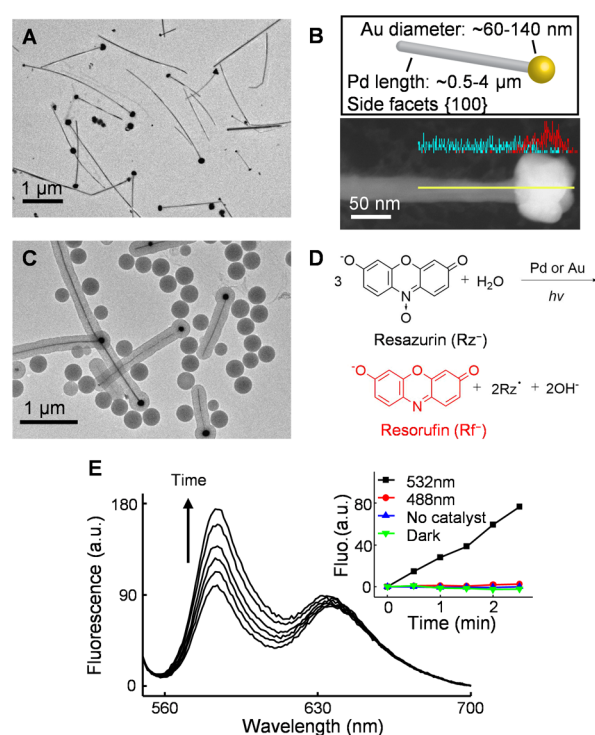 A
1 μm
B
Au diameter: ~60-140 nm
Pd length: ~0.5-4 μm
Side facets {100}
50 nm
C
1 μm
D
-O
O
O
3
+ H₂O
Pd or Au
hv
N
O
Resazurin (Rz⁻)
-O
O
O
+ 2Rz• + 2OH-
N
Resorufin (Rf⁻)
E
Time
180
90
0
Fluorescence (a.u.)
560
630
700
Wavelength (nm)
532nm
488nm
No catalyst
Dark
80
40
0
Fluo.(a.u.)
0
1
2
Time (min)